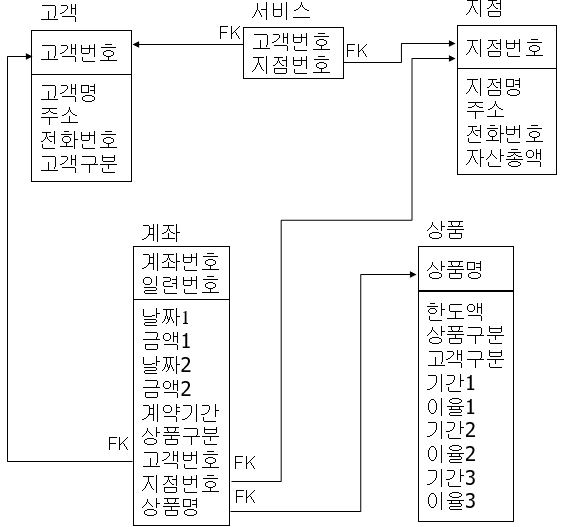 고객
고객번호
고객명
주소
전화번호
고객구분
서비스
고객번호
지점번호
FK
FK
지점
지점번호
지점명
주소
전화번호
자산총액
계좌
계좌번호
일련번호
날짜1
금액1
날짜2
금액2
계약기간
상품구분
고객번호
지점번호
상품명
FK
FK
FK
상품
상품명
한도액
상품구분
고객구분
기간1
이율1
기간2
이율2
기간3
이율3